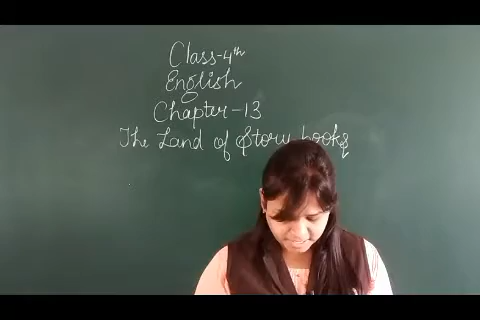 Class-4th
English
Chapter-13
The Land of Story books